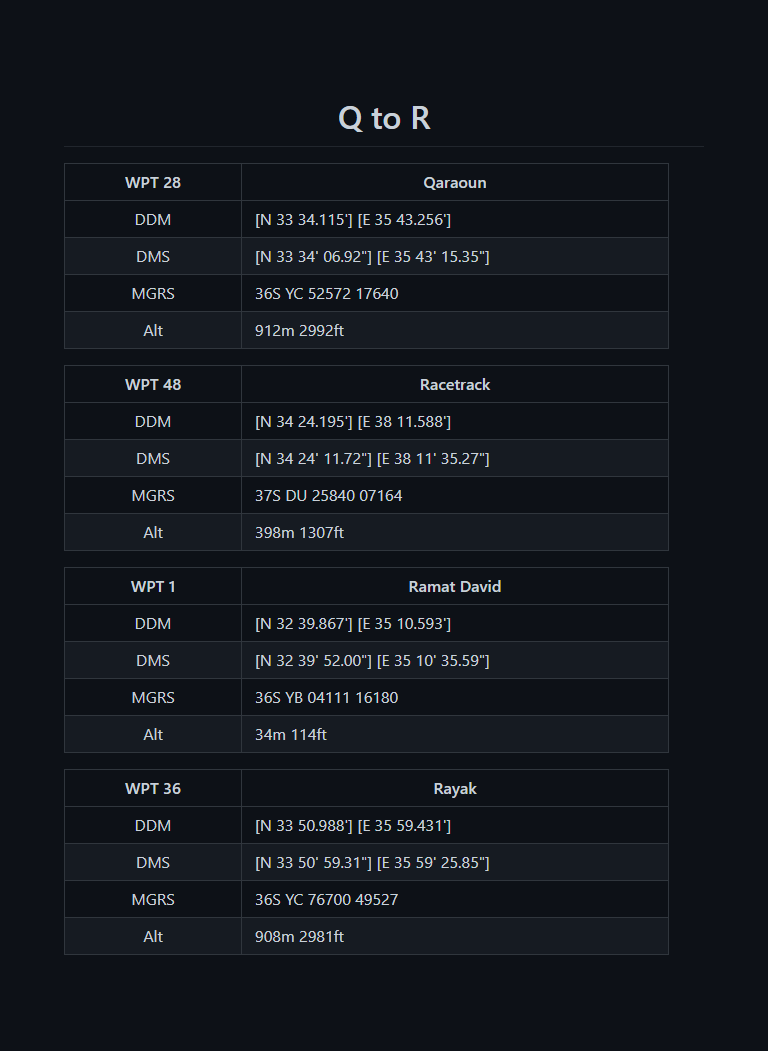 Q to R
WPT 28 Qaraoun
DDM [N 33 34.115'] [E 35 43.256']
DMS [N 33 34' 06.92"] [E 35 43' 15.35"]
MGRS 36S YC 52572 17640
Alt 912m 2992ft
WPT 48 Racetrack
DDM [N 34 24.195'] [E 38 11.588']
DMS [N 34 24' 11.72"] [E 38 11' 35.27"]
MGRS 37S DU 25840 07164
Alt 398m 1307ft
WPT 1 Ramat David
DDM [N 32 39.867'] [E 35 10.593']
DMS [N 32 39' 52.00"] [E 35 10' 35.59"]
MGRS 36S YB 04111 16180
Alt 34m 114ft
WPT 36 Rayak
DDM [N 33 50.988'] [E 35 59.431']
DMS [N 33 50' 59.31"] [E 35 59' 25.85"]
MGRS 36S YC 76700 49527
Alt 908m 2981ft